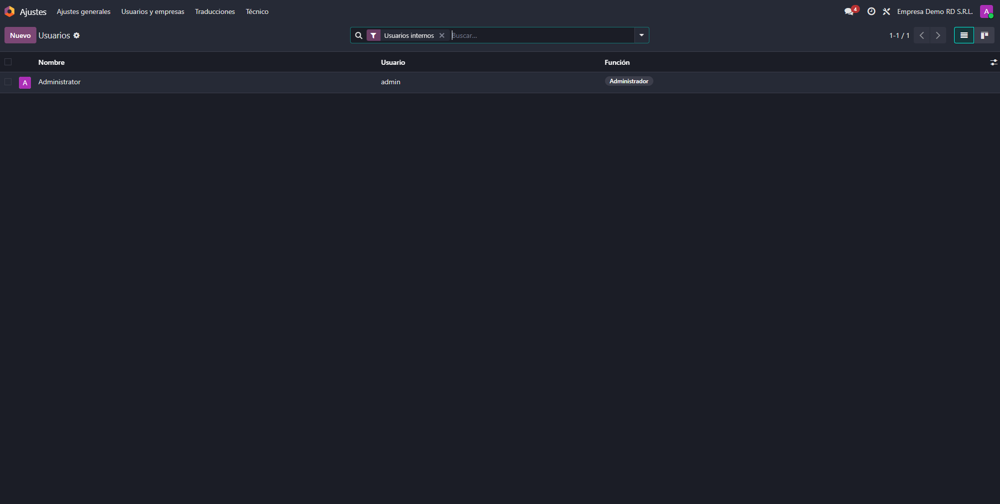 Ajustes Ajustes generales Usuarios y empresas Traducciones Técnico 4 Empresa Demo RD S.R.L. A
Nuevo Usuarios Usuarios internos Buscar... 1-1 / 1
Nombre Usuario Función
A Administrator admin Administrador